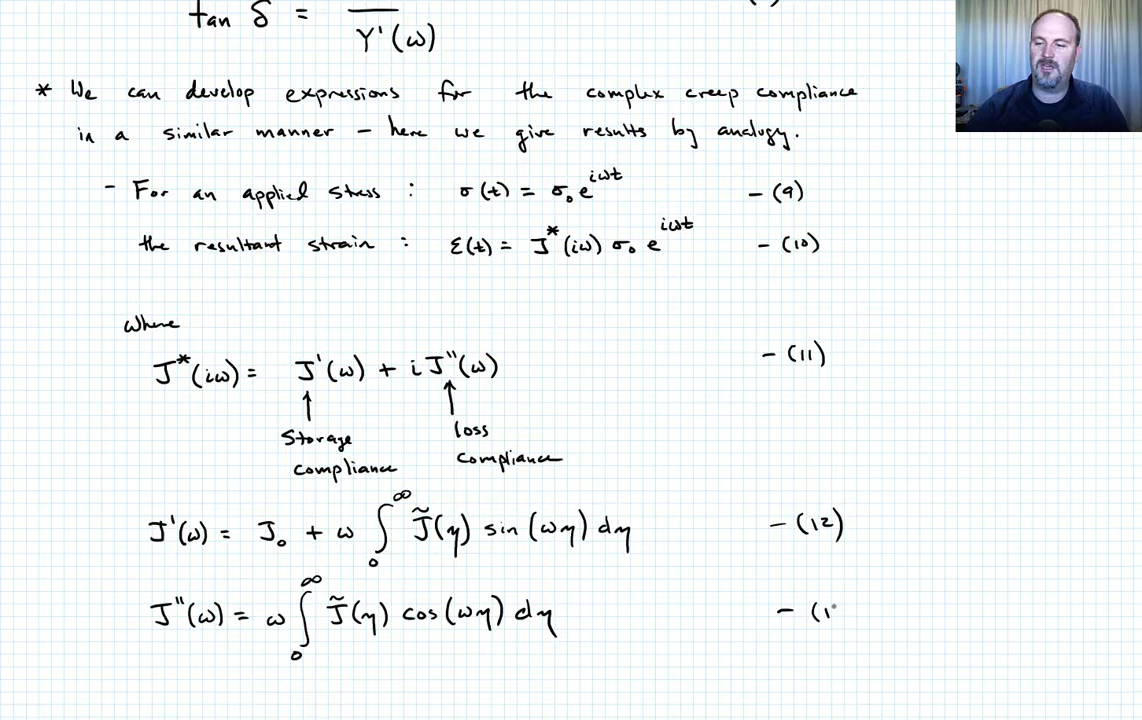 tan δ = ―
Y'(ω)
* We can develop expressions for the complex creep compliance
in a similar manner – here we give results by analogy.
- For an applied stress : σ(t) = σ₀ e^{iωt} - (9)
the resultant strain : ε(t) = J*(iω) σ₀ e^{iωt} - (10)
where
J*(iω) = J'(ω) + i J''(ω) - (11)
↑ ↑
Storage loss
compliance compliance
J'(ω) = J₀ + ω ∫₀^∞ J̃(η) sin(ωη) dη - (12)
J''(ω) = ω ∫₀^∞ J̃(η) cos(ωη) dη - (1